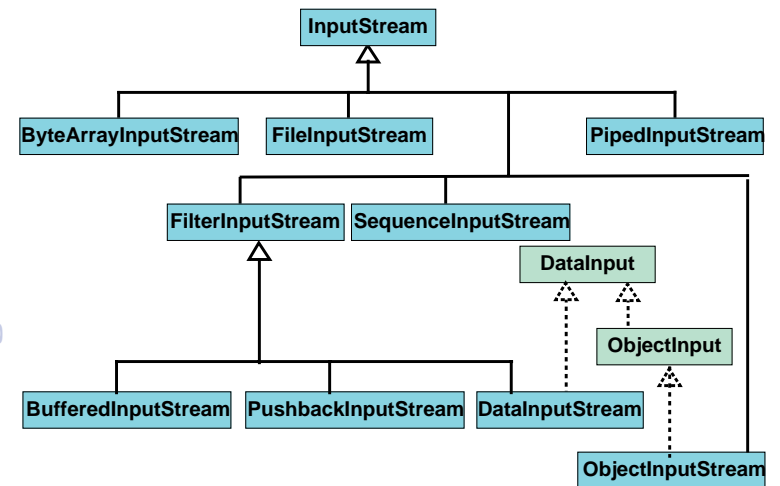 InputStream
ByteArrayInputStream FileInputStream PipedInputStream
FilterInputStream SequenceInputStream
DataInput
ObjectInput
BufferedInputStream PushbackInputStream DataInputStream
ObjectInputStream